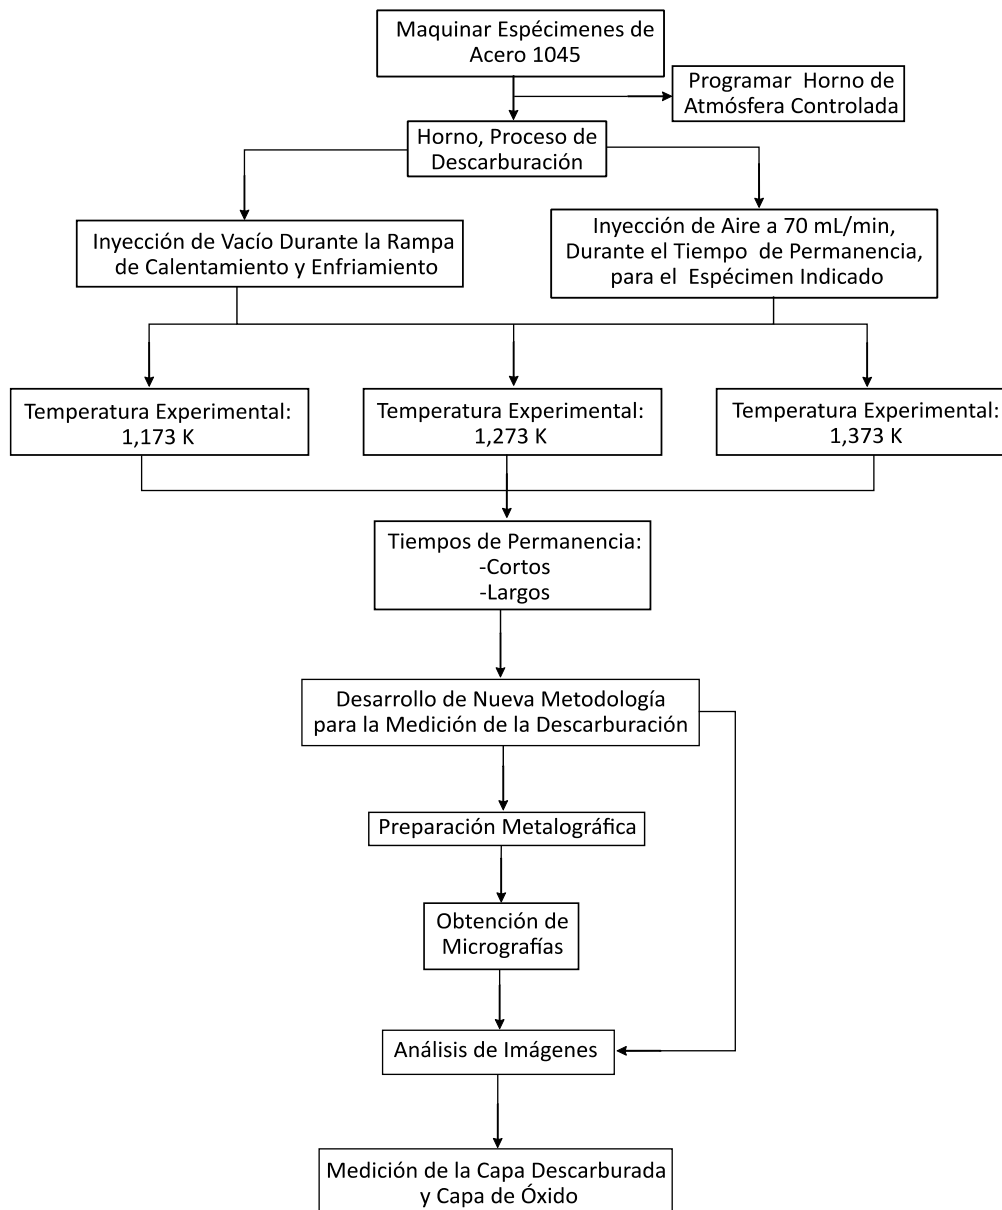 Maquinar Espécimenes de
Acero 1045
Programar Horno de
Atmósfera Controlada
Horno, Proceso de
Descarburación
Inyección de Vacío Durante la Rampa
de Calentamiento y Enfriamiento
Inyección de Aire a 70 mL/min,
Durante el Tiempo de Permanencia,
para el Espécimen Indicado
Temperatura Experimental:
1,173 K
Temperatura Experimental:
1,273 K
Temperatura Experimental:
1,373 K
Tiempos de Permanencia:
-Cortos
-Largos
Desarrollo de Nueva Metodología
para la Medición de la Descarburación
Preparación Metalográfica
Obtención de
Micrografías
Análisis de Imágenes
Medición de la Capa Descarburada
y Capa de Óxido